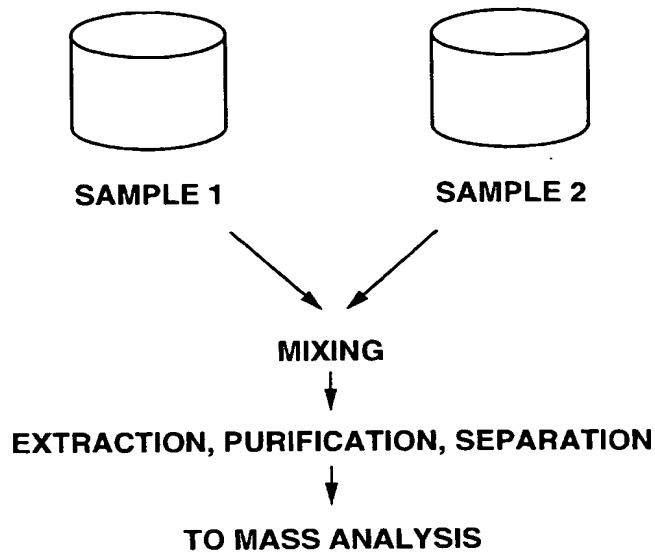 SAMPLE 1
SAMPLE 2
MIXING
EXTRACTION, PURIFICATION, SEPARATION
TO MASS ANALYSIS